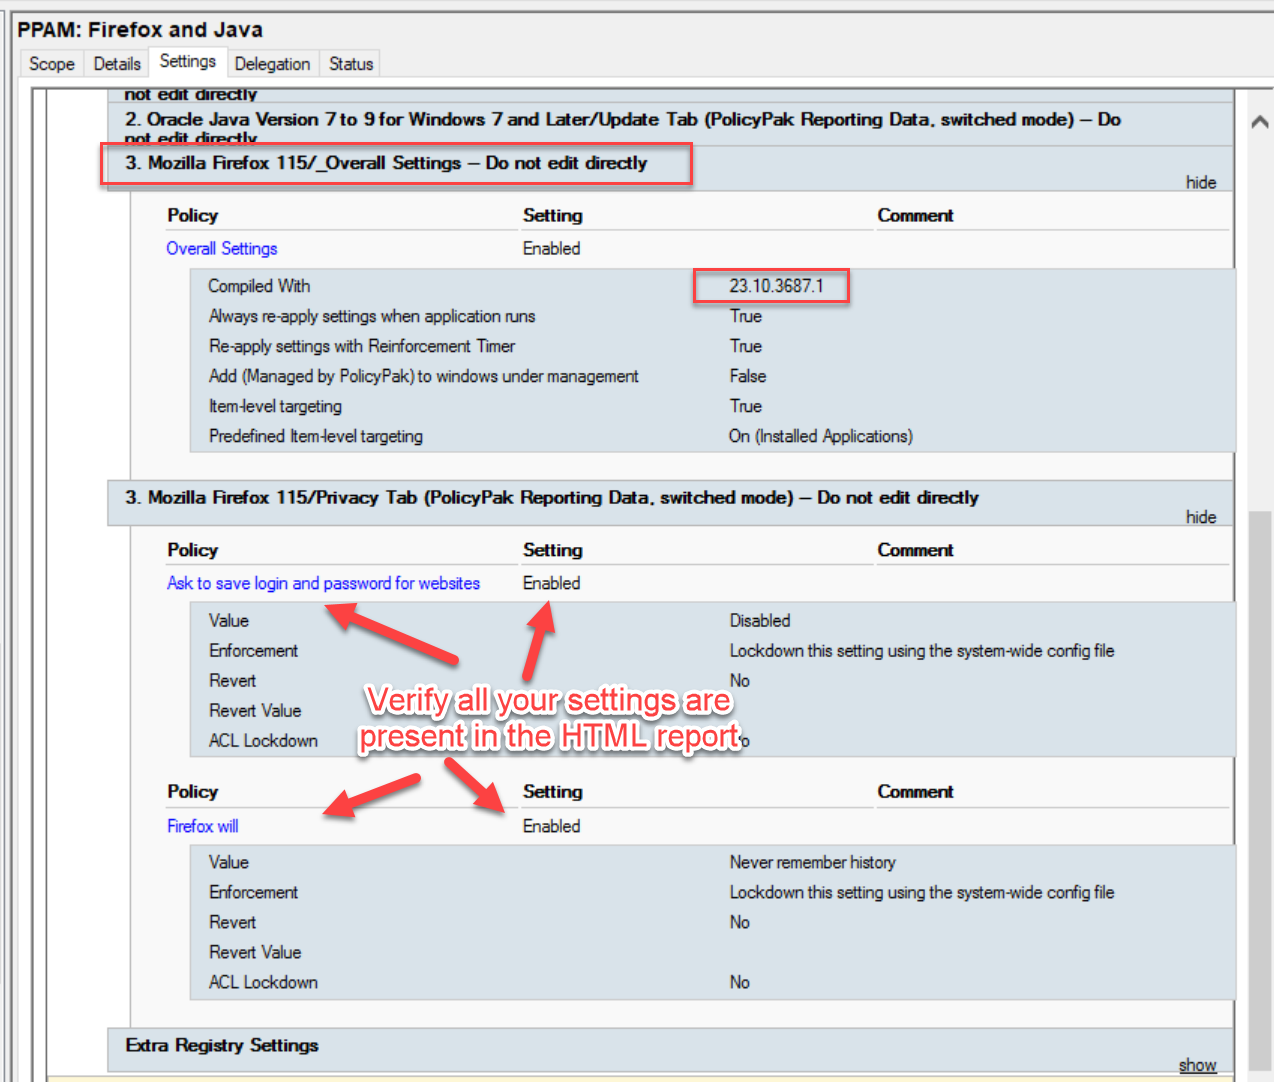 PPAM: Firefox and Java
Scope Details Settings Delegation Status
not edit directly
2. Oracle Java Version 7 to 9 for Windows 7 and Later/Update Tab (PolicyPak Reporting Data, switched mode) – Do
not edit directly
3. Mozilla Firefox 115/_Overall Settings – Do not edit directly
hide
Policy Setting Comment
Overall Settings Enabled
Compiled With 23.10.3687.1
Always re-apply settings when application runs True
Re-apply settings with Reinforcement Timer True
Add (Managed by PolicyPak) to windows under management False
Item-level targeting True
Predefined Item-level targeting On (Installed Applications)
3. Mozilla Firefox 115/Privacy Tab (PolicyPak Reporting Data, switched mode) – Do not edit directly
hide
Policy Setting Comment
Ask to save login and password for websites Enabled
Value Disabled
Enforcement Lockdown this setting using the system-wide config file
Revert No
Verify all your settings are
Revert Value
present in the HTML report
ACL Lockdown
Policy Setting Comment
Firefox will Enabled
Value Never remember history
Enforcement Lockdown this setting using the system-wide config file
Revert No
Revert Value
ACL Lockdown No
Extra Registry Settings
show